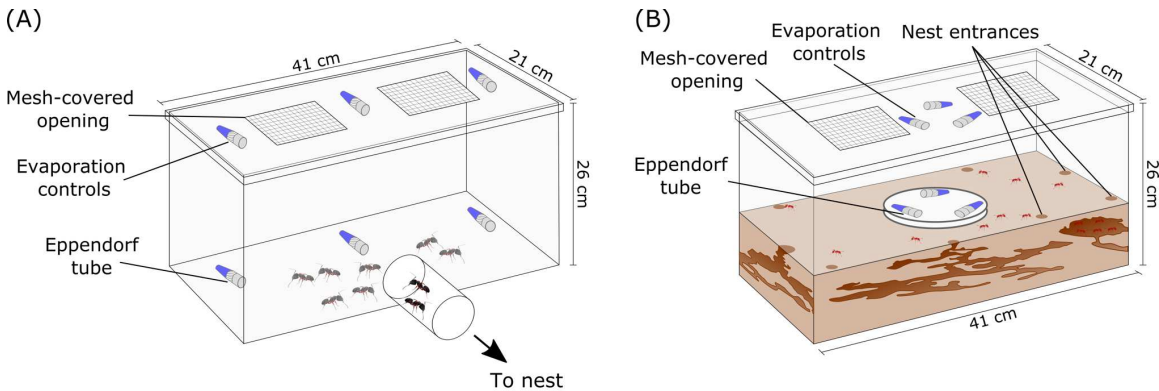 (A)
41 cm
21 cm
Mesh-covered
opening
Evaporation
controls
26 cm
Eppendorf
tube
To nest
(B)
Evaporation
controls
Nest entrances
Mesh-covered
opening
21 cm
Eppendorf
tube
26 cm
41 cm